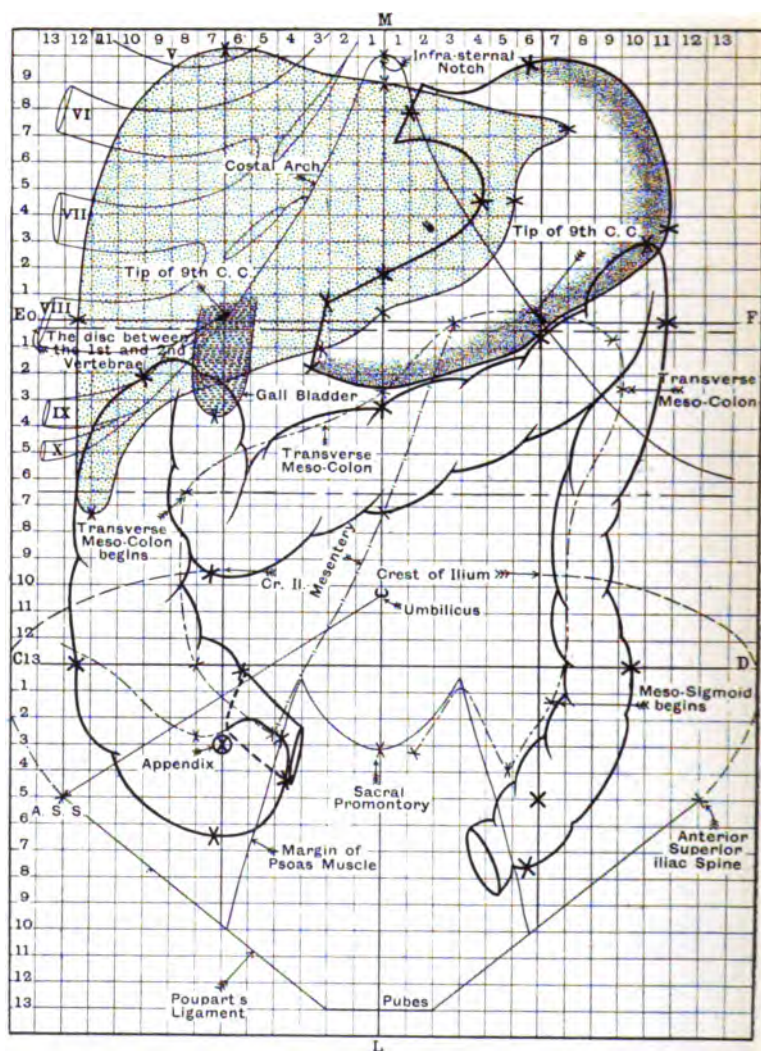 M
13 12 11 10 9 8 7 6 5 4 3 2 1 1 2 3 4 5 6 7 8 9 10 11 12 13
V
Infra-sternal
Notch
9
8
VI
7
6
Costal Arch
5
4
VII
3
Tip of 9th C. C.
2
Tip of 9th C. C.
1
VIII
E o
F
The disc between
the 1st and 2nd
Vertebrae
1
2
Gall Bladder
Transverse
Meso-Colon
3
IX
4
X
Transverse
Meso-Colon
5
6
7
Transverse
Meso-Colon
begins
8
9
Mesentery
10
Cr. Il.
Crest of Ilium
Umbilicus
11
12
C 13
D
1
Meso-Sigmoid
begins
2
3
Appendix
4
Sacral
Promontory
5
A. S. S.
6
Anterior
Superior
iliac Spine
7
Margin of
Psoas Muscle
8
9
10
11
12
Poupart's
Ligament
13
Pubes
L